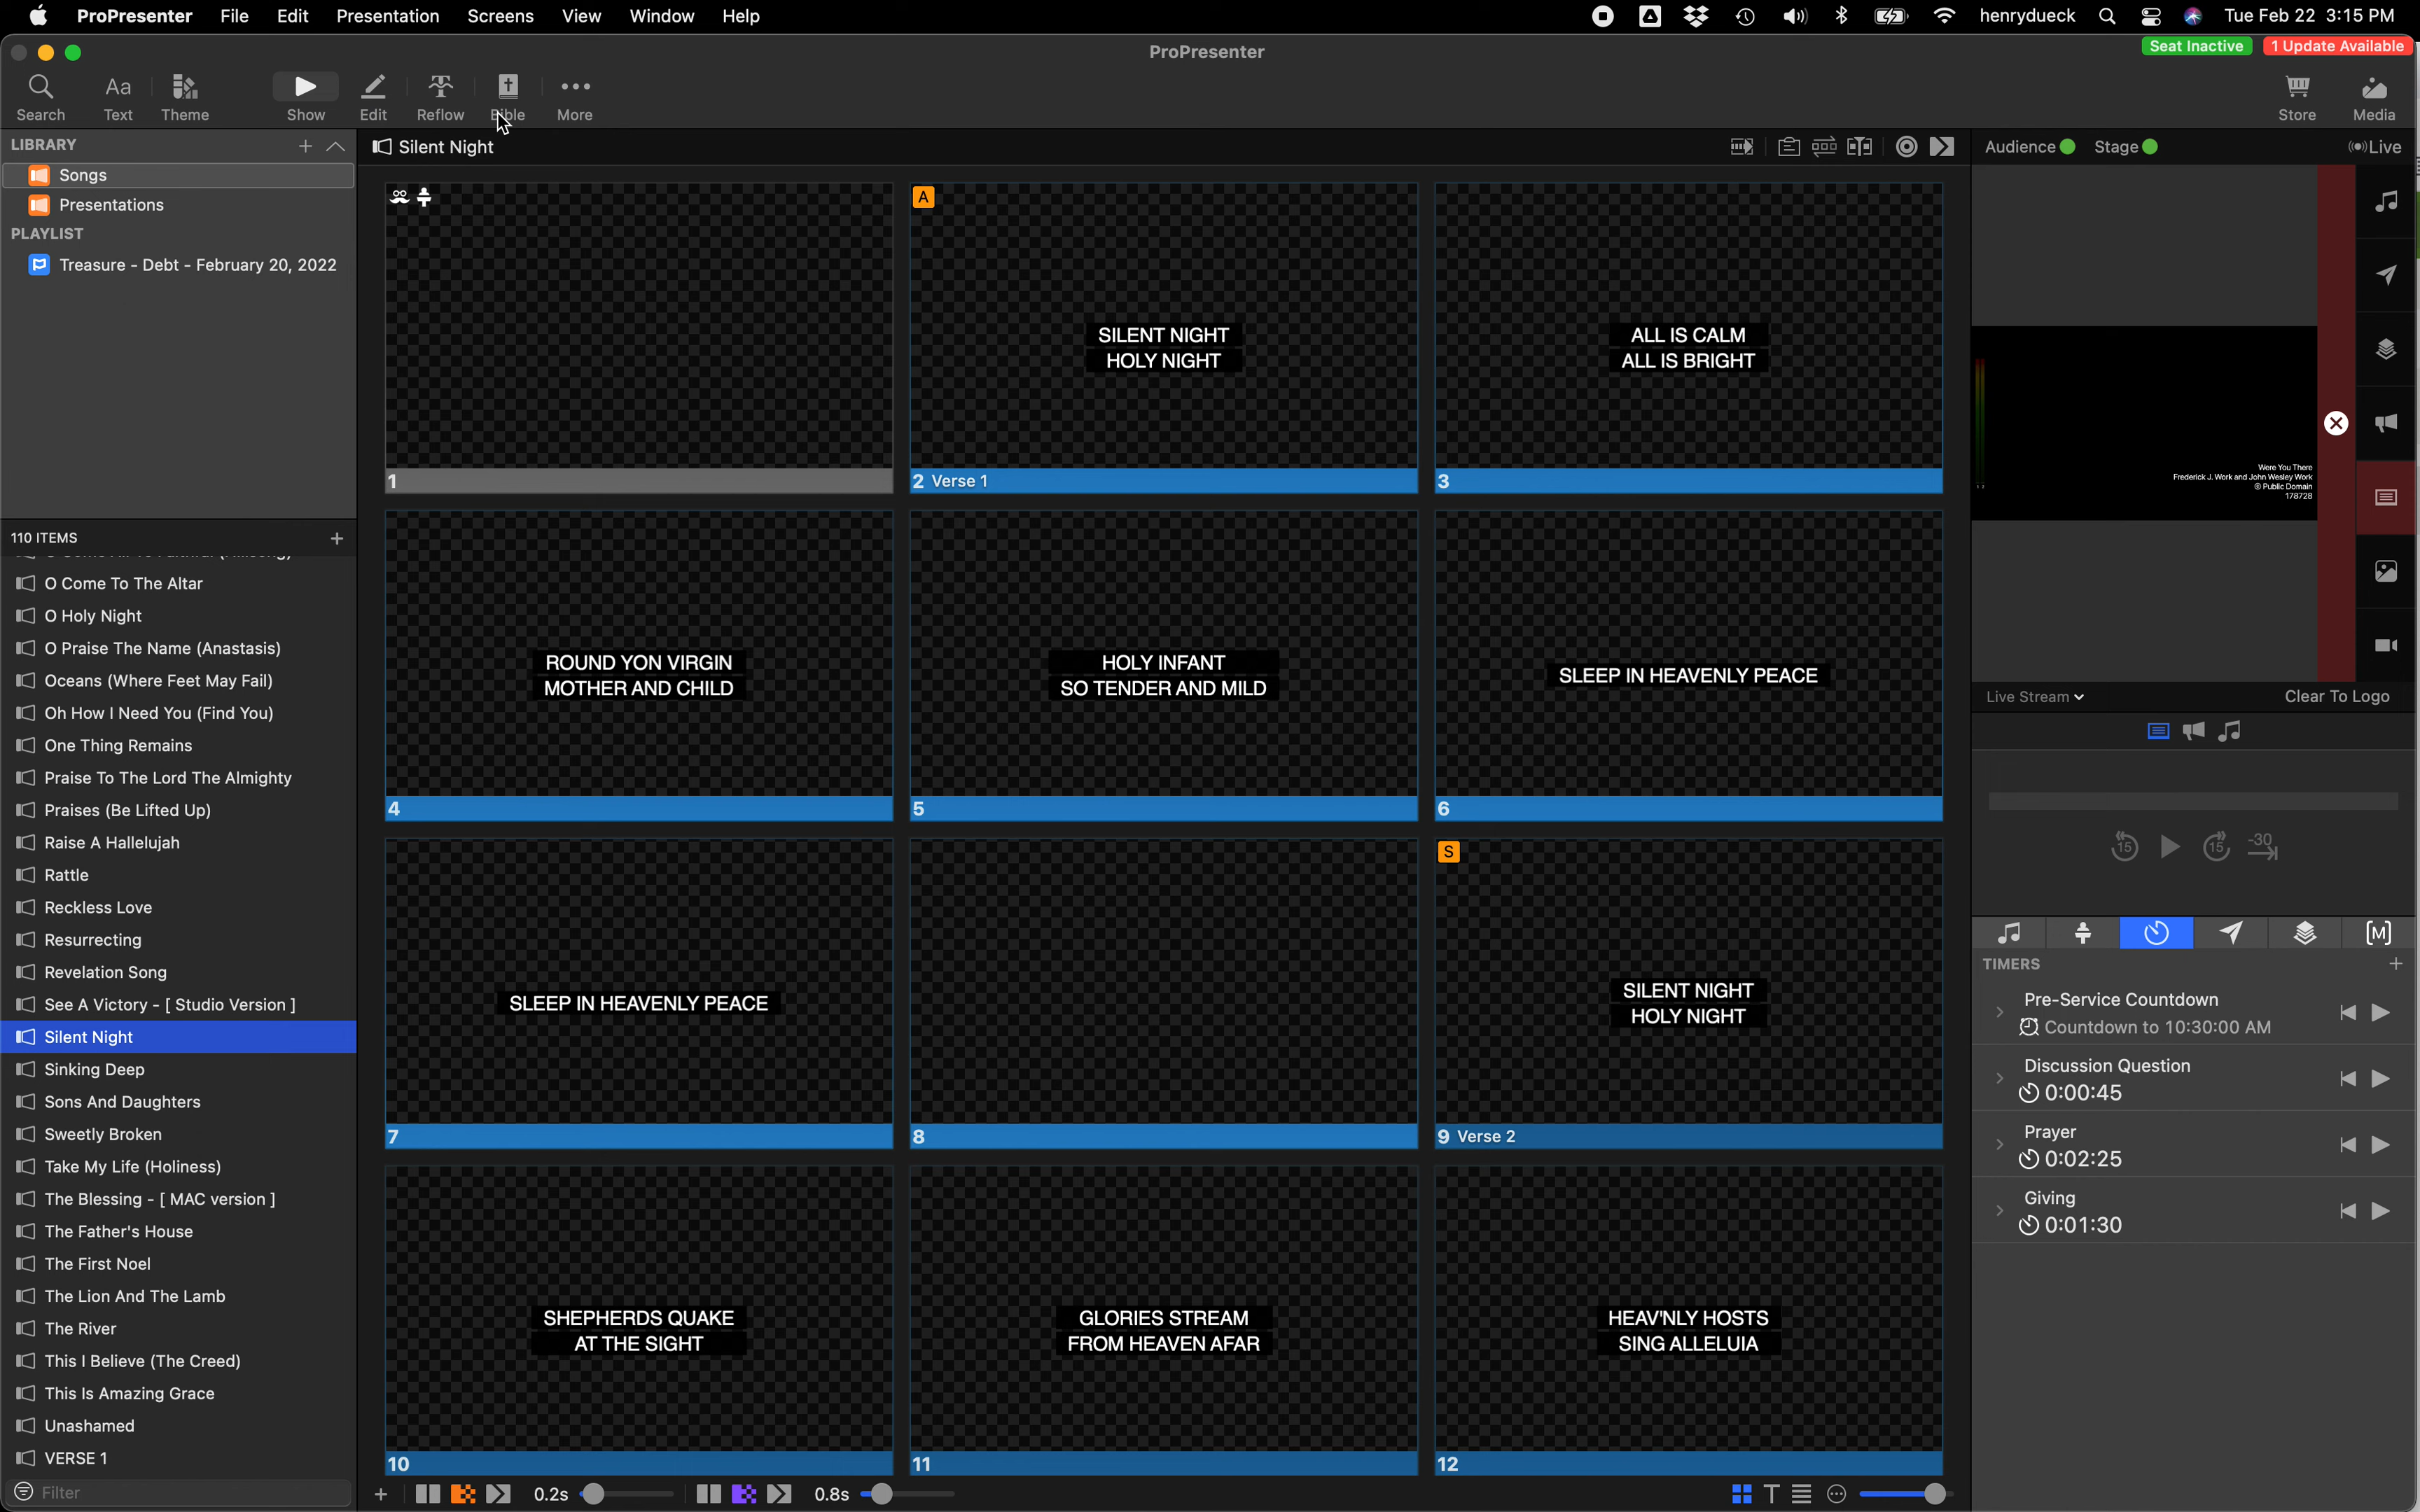 ProPresenter File Edit Presentation Screens View Window Help
henrydueck Tue Feb 22 3:15 PM
ProPresenter
Seat Inactive 1 Update Available
Search Text Theme Show Edit Reflow Bible More Store Media
LIBRARY
Songs
Presentations
PLAYLIST
Treasure - Debt - February 20, 2022
110 ITEMS
O Come To The Altar
O Holy Night
O Praise The Name (Anastasis)
Oceans (Where Feet May Fail)
Oh How I Need You (Find You)
One Thing Remains
Praise To The Lord The Almighty
Praises (Be Lifted Up)
Raise A Hallelujah
Rattle
Reckless Love
Resurrecting
Revelation Song
See A Victory - [ Studio Version ]
Silent Night
Sinking Deep
Sons And Daughters
Sweetly Broken
Take My Life (Holiness)
The Blessing - [ MAC version ]
The Father's House
The First Noel
The Lion And The Lamb
The River
This I Believe (The Creed)
This Is Amazing Grace
Unashamed
VERSE 1
Filter
Silent Night
1
A
SILENT NIGHT
HOLY NIGHT
2 Verse 1
ALL IS CALM
ALL IS BRIGHT
3
ROUND YON VIRGIN
MOTHER AND CHILD
4
HOLY INFANT
SO TENDER AND MILD
5
SLEEP IN HEAVENLY PEACE
6
SLEEP IN HEAVENLY PEACE
7
8
S
SILENT NIGHT
HOLY NIGHT
9 Verse 2
SHEPHERDS QUAKE
AT THE SIGHT
10
GLORIES STREAM
FROM HEAVEN AFAR
11
HEAV'NLY HOSTS
SING ALLELUIA
12
0.2s 0.8s
Audience Stage Live
Were You There
Frederick J. Work and John Wesley Work
© Public Domain
178728
Live Stream Clear To Logo
15 15 -30
[M]
TIMERS
Pre-Service Countdown
Countdown to 10:30:00 AM
Discussion Question
0:00:45
Prayer
0:02:25
Giving
0:01:30